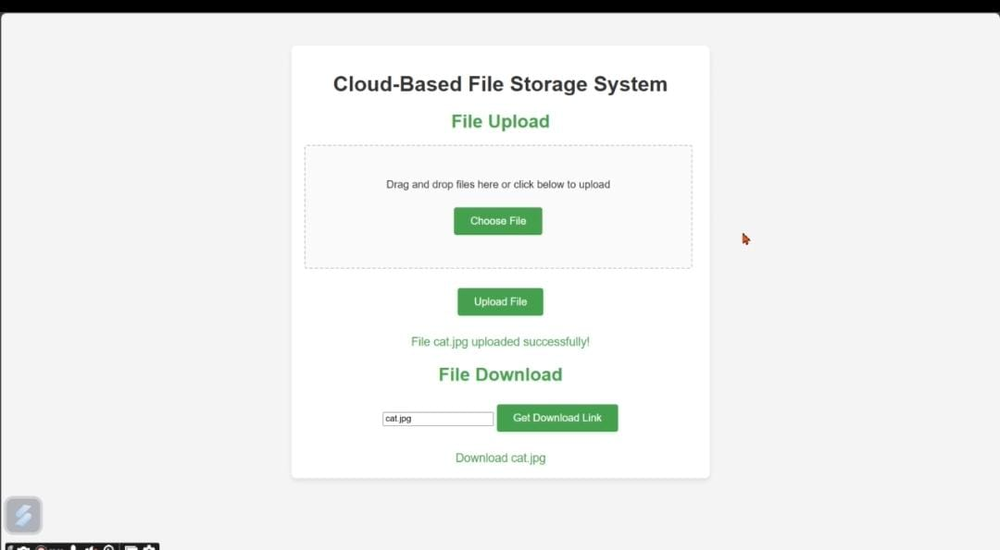 Cloud-Based File Storage System
File Upload
Drag and drop files here or click below to upload
Choose File
Upload File
File cat.jpg uploaded successfully!
File Download
cat.jpg Get Download Link
Download cat.jpg